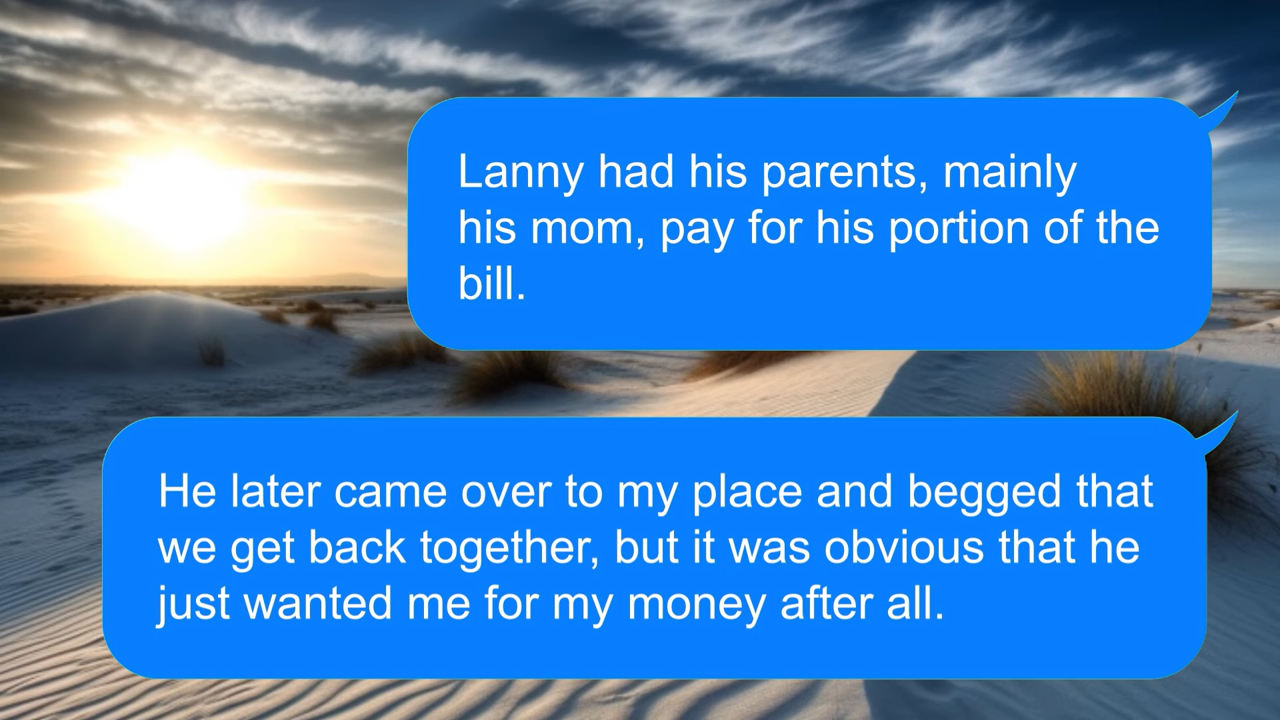 Lanny had his parents, mainly
his mom, pay for his portion of the
bill.
He later came over to my place and begged that
we get back together, but it was obvious that he
just wanted me for my money after all.